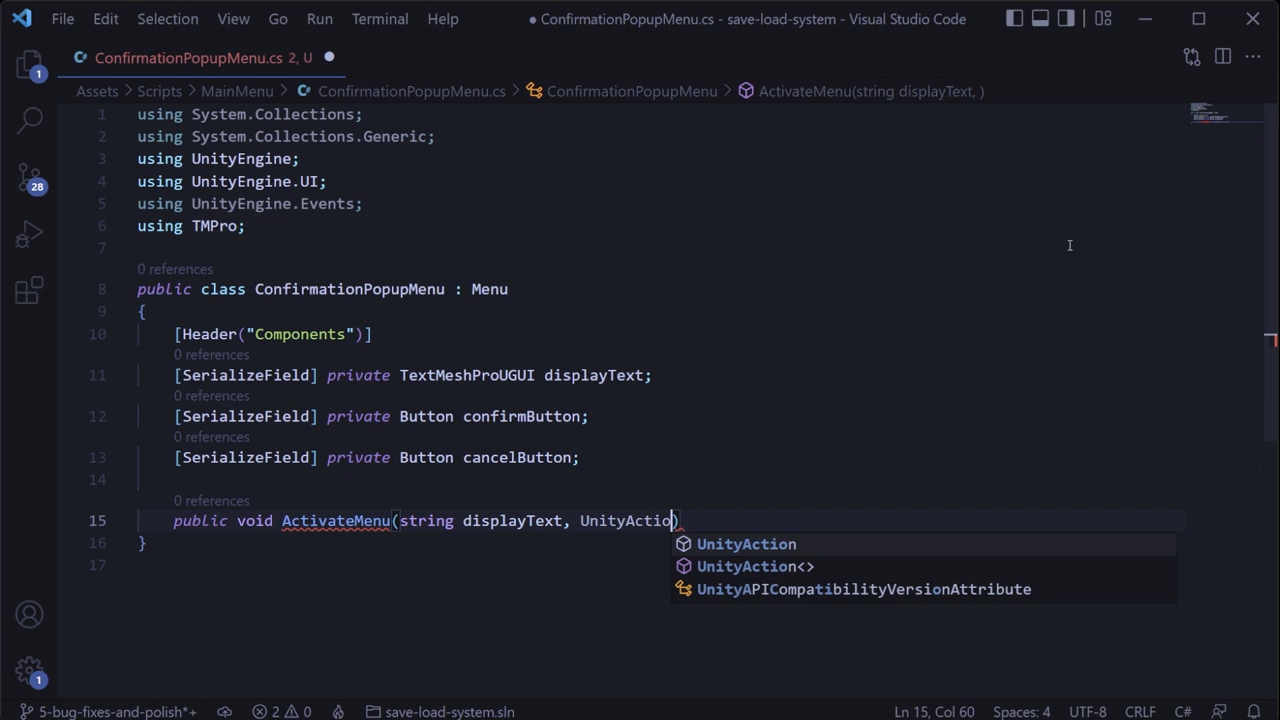 File Edit Selection View Go Run Terminal Help ● ConfirmationPopupMenu.cs - save-load-system - Visual Studio Code
ConfirmationPopupMenu.cs 2, U ●
Assets > Scripts > MainMenu > ConfirmationPopupMenu.cs > ConfirmationPopupMenu > ActivateMenu(string displayText, )
1
28
1
1 using System.Collections;
2 using System.Collections.Generic;
3 using UnityEngine;
4 using UnityEngine.UI;
5 using UnityEngine.Events;
6 using TMPro;
7
0 references
8 public class ConfirmationPopupMenu : Menu
9 {
10 [Header("Components")]
0 references
11 [SerializeField] private TextMeshProUGUI displayText;
0 references
12 [SerializeField] private Button confirmButton;
0 references
13 [SerializeField] private Button cancelButton;
14
0 references
15 public void ActivateMenu(string displayText, UnityActio)
16 }
UnityAction
UnityAction<>
UnityAPICompatibilityVersionAttribute
17
5-bug-fixes-and-polish*+ 2 0 save-load-system.sln Ln 15, Col 60 Spaces: 4 UTF-8 CRLF C#